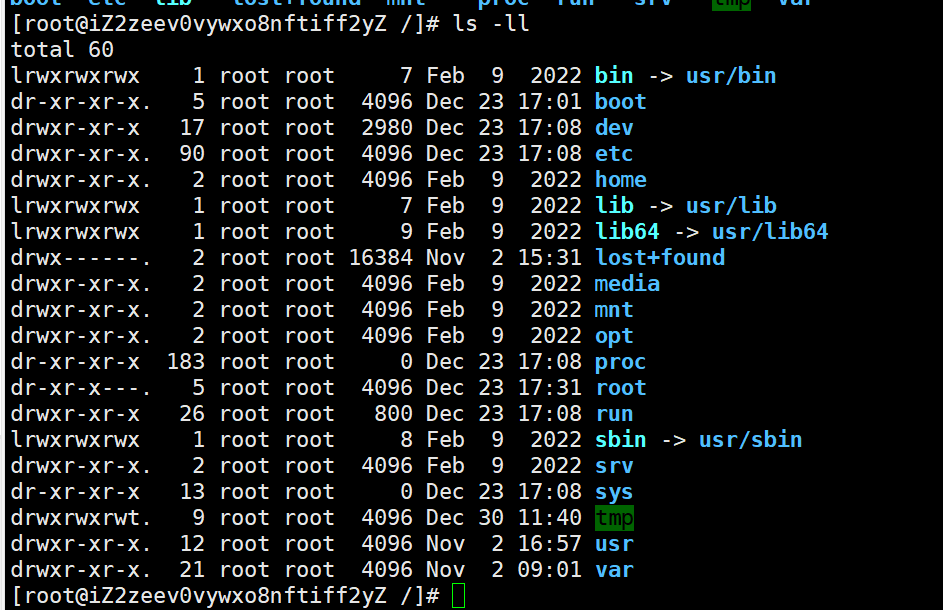 boot etc lib lost+found mnt proc run srv tmp var
[root@iZ2zeev0vywxo8nftiff2yZ /]# ls -ll
total 60
lrwxrwxrwx    1 root root     7 Feb  9  2022 bin -> usr/bin
dr-xr-xr-x.   5 root root  4096 Dec 23 17:01 boot
drwxr-xr-x   17 root root  2980 Dec 23 17:08 dev
drwxr-xr-x.  90 root root  4096 Dec 23 17:08 etc
drwxr-xr-x.   2 root root  4096 Feb  9  2022 home
lrwxrwxrwx    1 root root     7 Feb  9  2022 lib -> usr/lib
lrwxrwxrwx    1 root root     9 Feb  9  2022 lib64 -> usr/lib64
drwx------.   2 root root 16384 Nov  2 15:31 lost+found
drwxr-xr-x.   2 root root  4096 Feb  9  2022 media
drwxr-xr-x.   2 root root  4096 Feb  9  2022 mnt
drwxr-xr-x.   2 root root  4096 Feb  9  2022 opt
dr-xr-xr-x  183 root root     0 Dec 23 17:08 proc
dr-xr-x---.   5 root root  4096 Dec 23 17:31 root
drwxr-xr-x   26 root root   800 Dec 23 17:08 run
lrwxrwxrwx    1 root root     8 Feb  9  2022 sbin -> usr/sbin
drwxr-xr-x.   2 root root  4096 Feb  9  2022 srv
dr-xr-xr-x   13 root root     0 Dec 23 17:08 sys
drwxrwxrwt.   9 root root  4096 Dec 30 11:40 tmp
drwxr-xr-x.  12 root root  4096 Nov  2 16:57 usr
drwxr-xr-x.  21 root root  4096 Nov  2 09:01 var
[root@iZ2zeev0vywxo8nftiff2yZ /]#